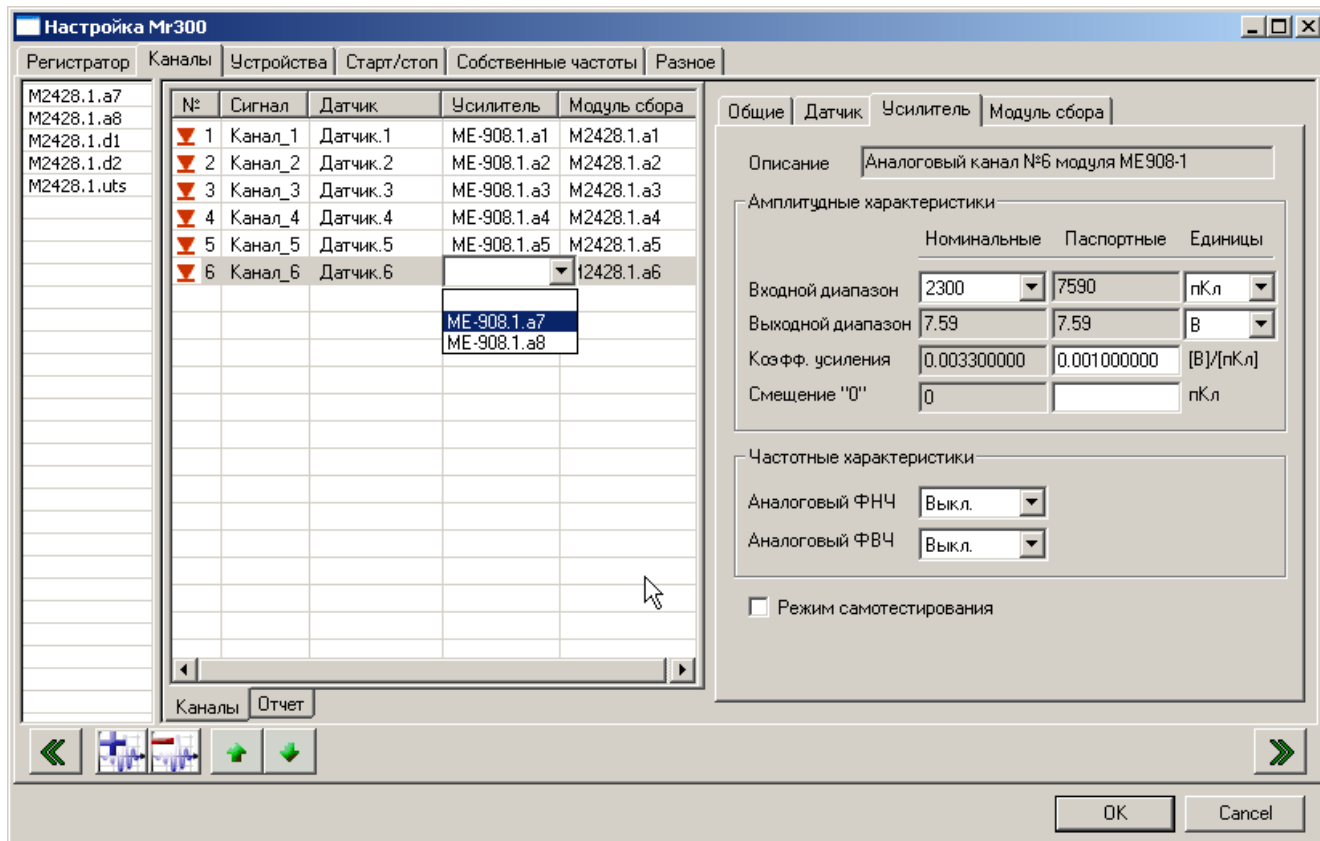 Настройка Mr300
Регистратор Каналы Устройства Старт/стоп Собственные частоты Разное
M2428.1.a7
M2428.1.a8
M2428.1.d1
M2428.1.d2
M2428.1.uts
№ Сигнал Датчик Усилитель Модуль сбора
1 Канал_1 Датчик.1 ME-908.1.a1 M2428.1.a1
2 Канал_2 Датчик.2 ME-908.1.a2 M2428.1.a2
3 Канал_3 Датчик.3 ME-908.1.a3 M2428.1.a3
4 Канал_4 Датчик.4 ME-908.1.a4 M2428.1.a4
5 Канал_5 Датчик.5 ME-908.1.a5 M2428.1.a5
6 Канал_6 Датчик.6 M2428.1.a6
ME-908.1.a7
ME-908.1.a8
Каналы Отчет
Общие Датчик Усилитель Модуль сбора
Описание Аналоговый канал №6 модуля ME908-1
Амплитудные характеристики
Номинальные Паспортные Единицы
Входной диапазон 2300 7590 пКл
Выходной диапазон 7.59 7.59 В
Коэфф. усиления 0.003300000 0.001000000 [В]/[пКл]
Смещение "0" 0 пКл
Частотные характеристики
Аналоговый ФНЧ Выкл.
Аналоговый ФВЧ Выкл.
Режим самотестирования
OK Cancel